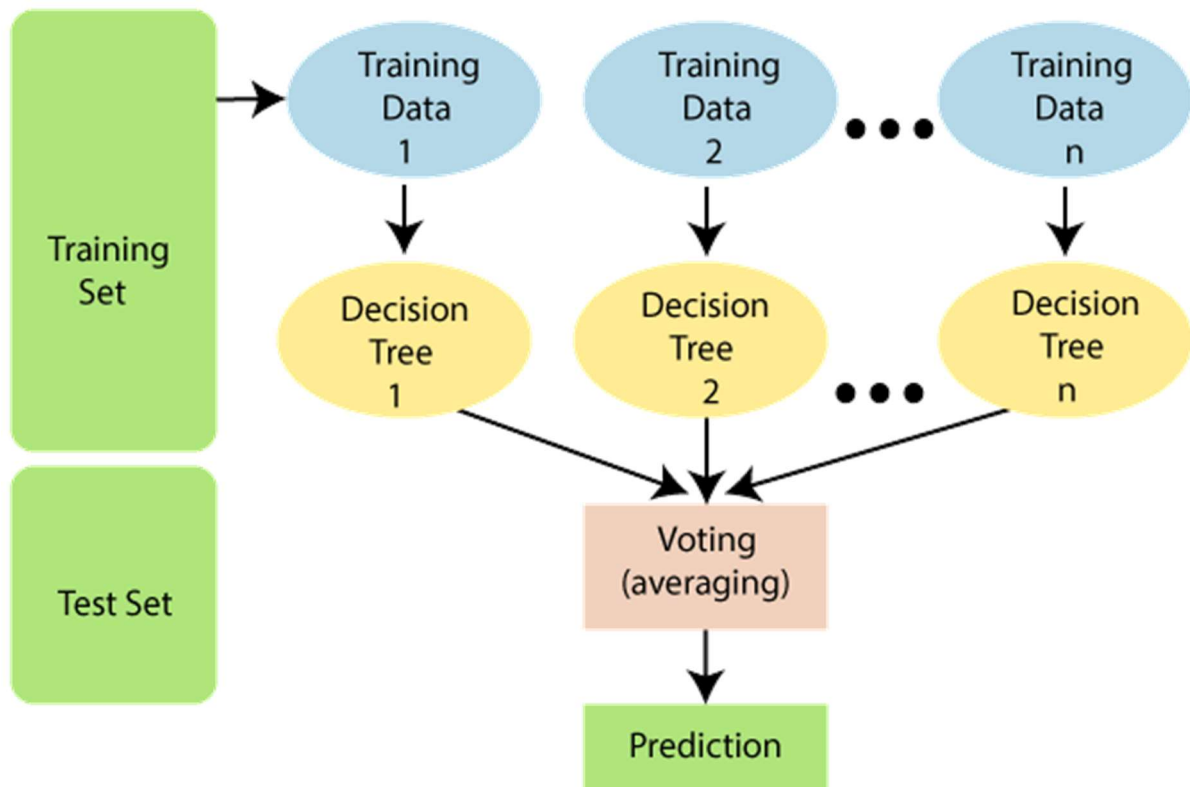 Training
Set
Test Set
Training
Data
1
Training
Data
2
Training
Data
n
Decision
Tree
1
Decision
Tree
2
Decision
Tree
n
Voting
(averaging)
Prediction